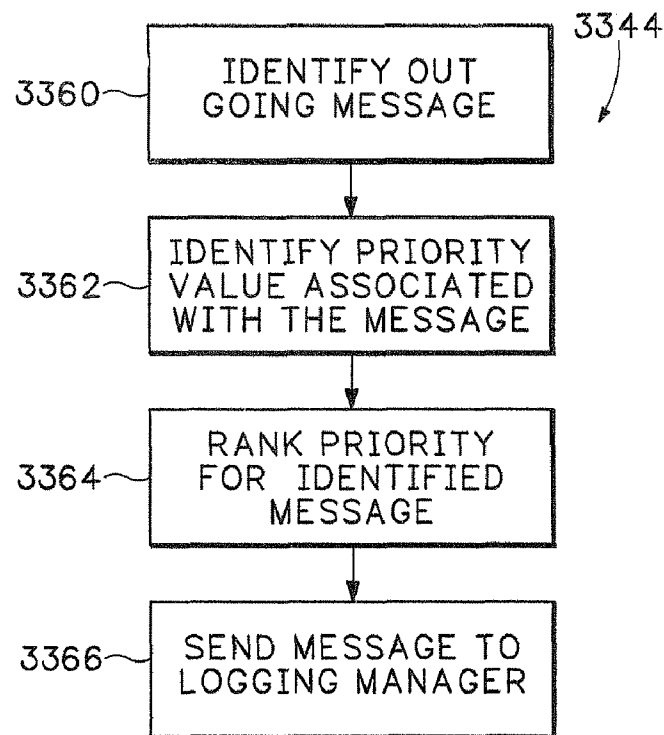 3344
3360
IDENTIFY OUT
GOING MESSAGE
3362
IDENTIFY PRIORITY
VALUE ASSOCIATED
WITH THE MESSAGE
3364
RANK PRIORITY
FOR IDENTIFIED
MESSAGE
3366
SEND MESSAGE TO
LOGGING MANAGER